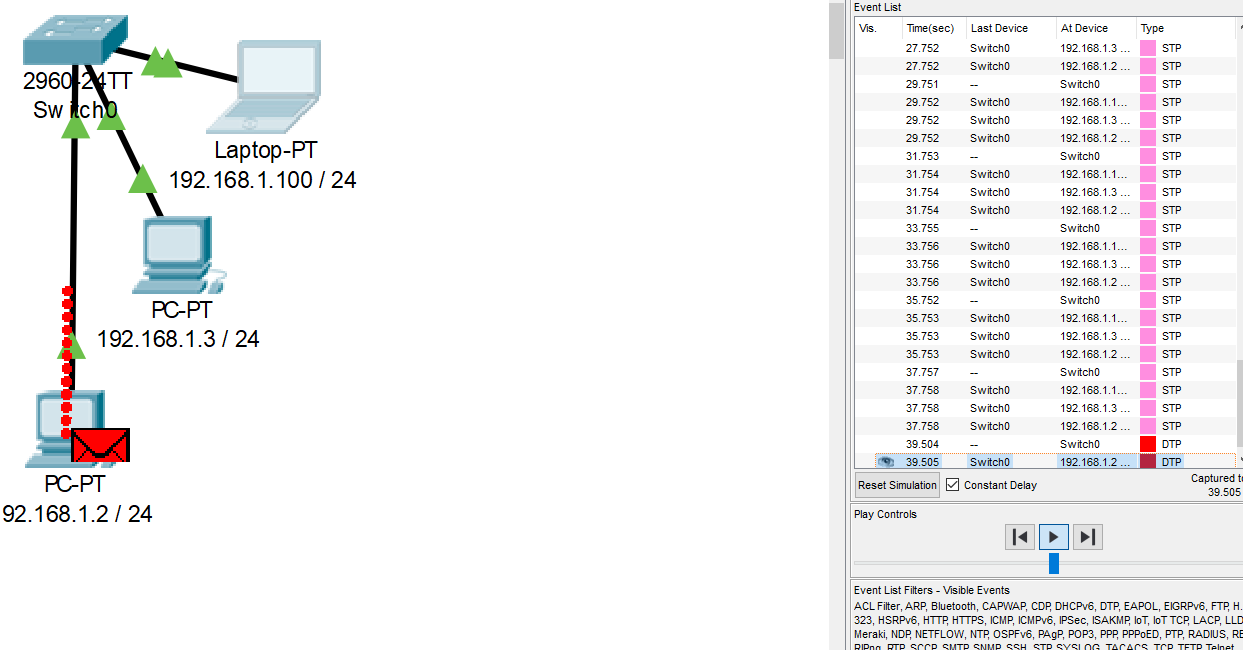 2960-24TT
Switch0
Laptop-PT
192.168.1.100 / 24
PC-PT
192.168.1.3 / 24
PC-PT
92.168.1.2 / 24
Event List
Vis. Time(sec) Last Device At Device Type
27.752 Switch0 192.168.1.3 ... STP
27.752 Switch0 192.168.1.2 ... STP
29.751 -- Switch0 STP
29.752 Switch0 192.168.1.1... STP
29.752 Switch0 192.168.1.3 ... STP
29.752 Switch0 192.168.1.2 ... STP
31.753 -- Switch0 STP
31.754 Switch0 192.168.1.1... STP
31.754 Switch0 192.168.1.3 ... STP
31.754 Switch0 192.168.1.2 ... STP
33.755 -- Switch0 STP
33.756 Switch0 192.168.1.1... STP
33.756 Switch0 192.168.1.3 ... STP
33.756 Switch0 192.168.1.2 ... STP
35.752 -- Switch0 STP
35.753 Switch0 192.168.1.1... STP
35.753 Switch0 192.168.1.3 ... STP
35.753 Switch0 192.168.1.2 ... STP
37.757 -- Switch0 STP
37.758 Switch0 192.168.1.1... STP
37.758 Switch0 192.168.1.3 ... STP
37.758 Switch0 192.168.1.2 ... STP
39.504 -- Switch0 DTP
39.505 Switch0 192.168.1.2 ... DTP
Reset Simulation Constant Delay Captured to
39.505
Play Controls
Event List Filters - Visible Events
ACL Filter, ARP, Bluetooth, CAPWAP, CDP, DHCPv6, DTP, EAPOL, EIGRPv6, FTP, H.
323, HSRPv6, HTTP, HTTPS, ICMP, ICMPv6, IPSec, ISAKMP, IoT, IoT TCP, LACP, LLD
Meraki, NDP, NETFLOW, NTP, OSPFv6, PAgP, POP3, PPP, PPPoED, PTP, RADIUS, RE
RIPng, RTP, SCCP, SMTP, SNMP, SSH, STP, SYSLOG, TACACS, TCP, TFTP, Telnet